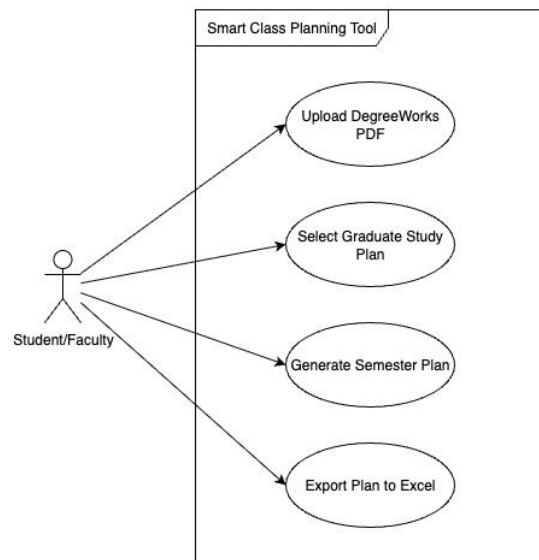 Smart Class Planning Tool
Upload DegreeWorks
PDF
Select Graduate Study
Plan
Student/Faculty
Generate Semester Plan
Export Plan to Excel